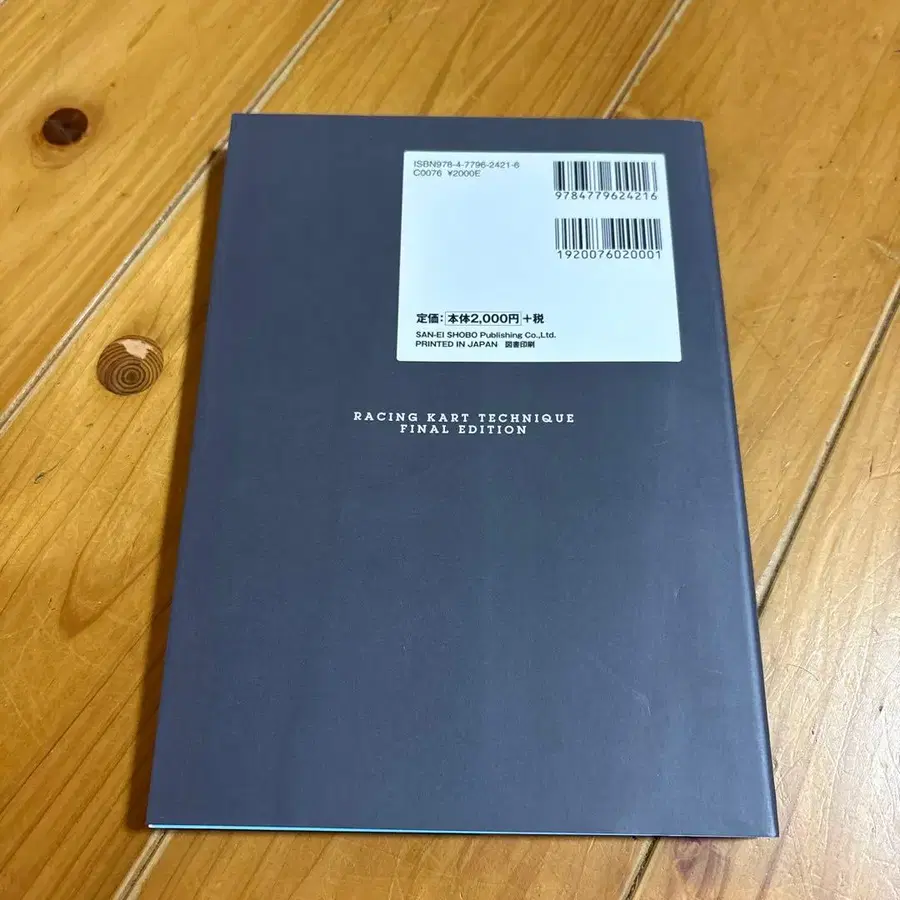 ISBN978-4-7796-2421-6
C0076 ¥2000E
9784779624216
1920076020001
定価：本体2,000円＋税
SAN-EI SHOBO Publishing Co.,Ltd.
PRINTED IN JAPAN 図書印刷
RACING KART TECHNIQUE
FINAL EDITION